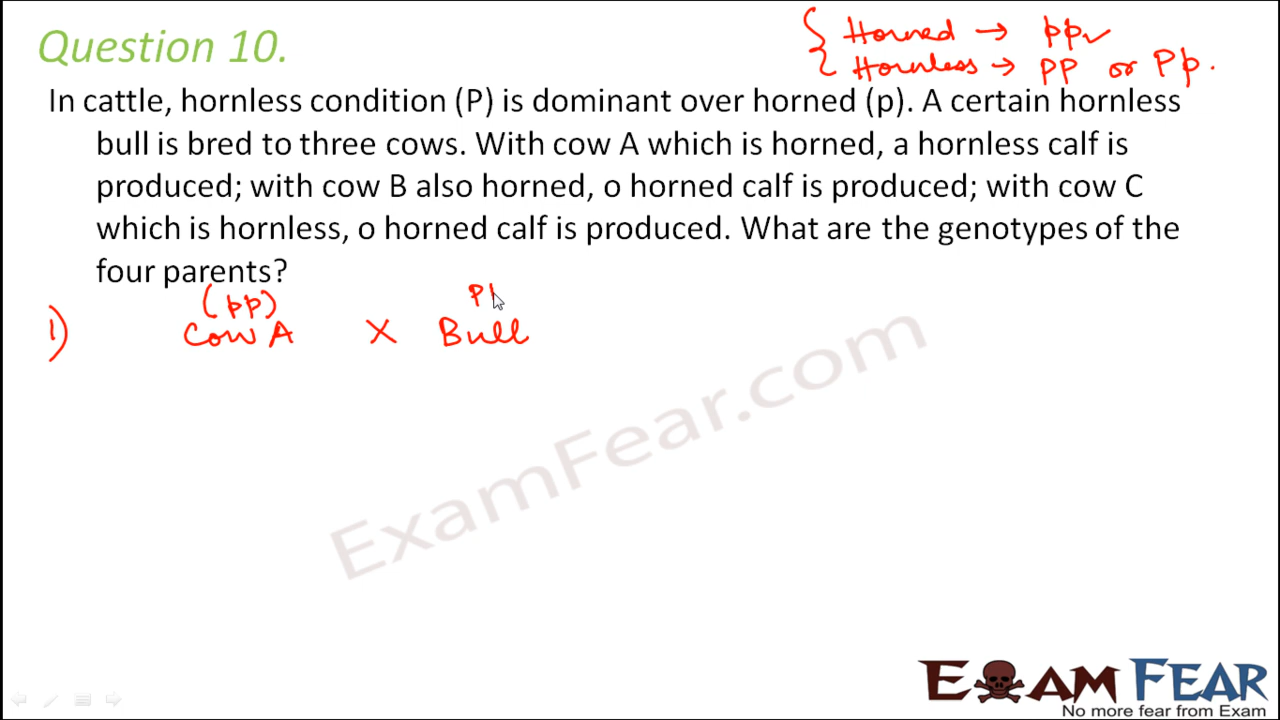 Question 10.
Horned → pp✓
Hornless → PP or Pp.
In cattle, hornless condition (P) is dominant over horned (p). A certain hornless
bull is bred to three cows. With cow A which is horned, a hornless calf is
produced; with cow B also horned, o horned calf is produced; with cow C
which is hornless, o horned calf is produced. What are the genotypes of the
four parents?
(pp)
1) Cow A X Bull
ExamFear.com
EXAM FEAR
No more fear from Exam